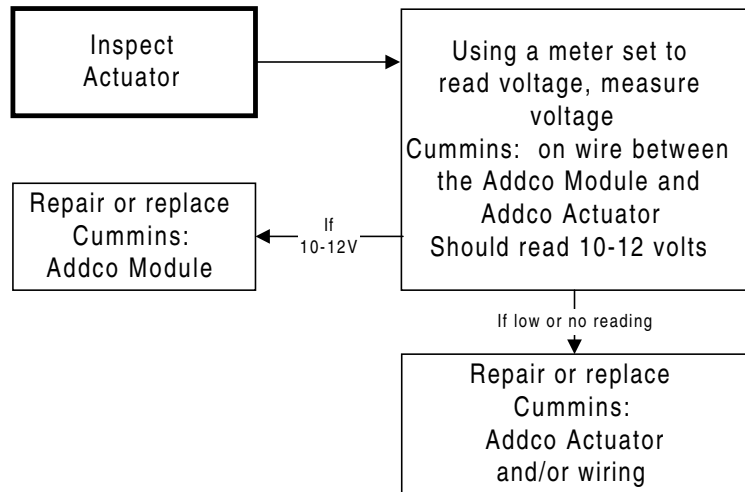 Inspect
Actuator
Using a meter set to
read voltage, measure
voltage
Cummins: on wire between
the Addco Module and
Addco Actuator
Should read 10-12 volts
If
10-12V
Repair or replace
Cummins:
Addco Module
If low or no reading
Repair or replace
Cummins:
Addco Actuator
and/or wiring